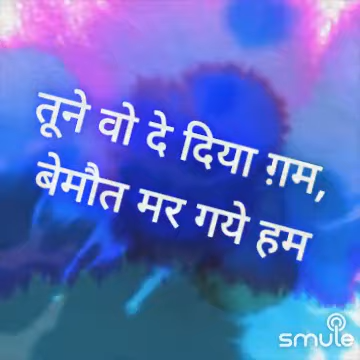 तूने वो दे दिया ग़म,
बेमौत मर गये हम
smule